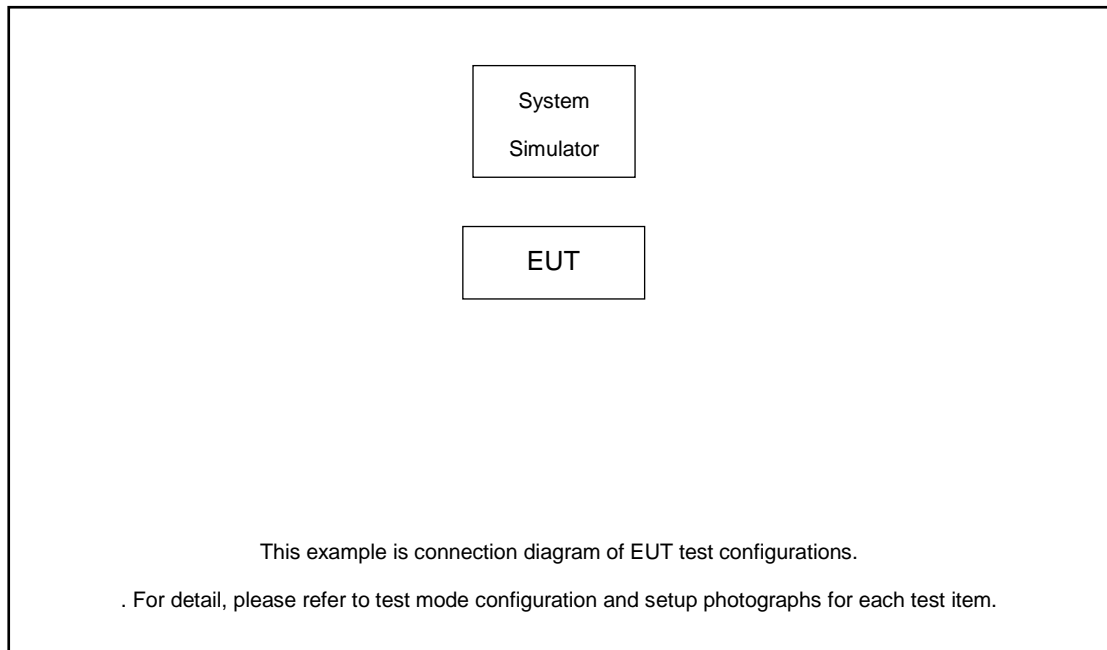 System
Simulator
EUT
This example is connection diagram of EUT test configurations.
. For detail, please refer to test mode configuration and setup photographs for each test item.